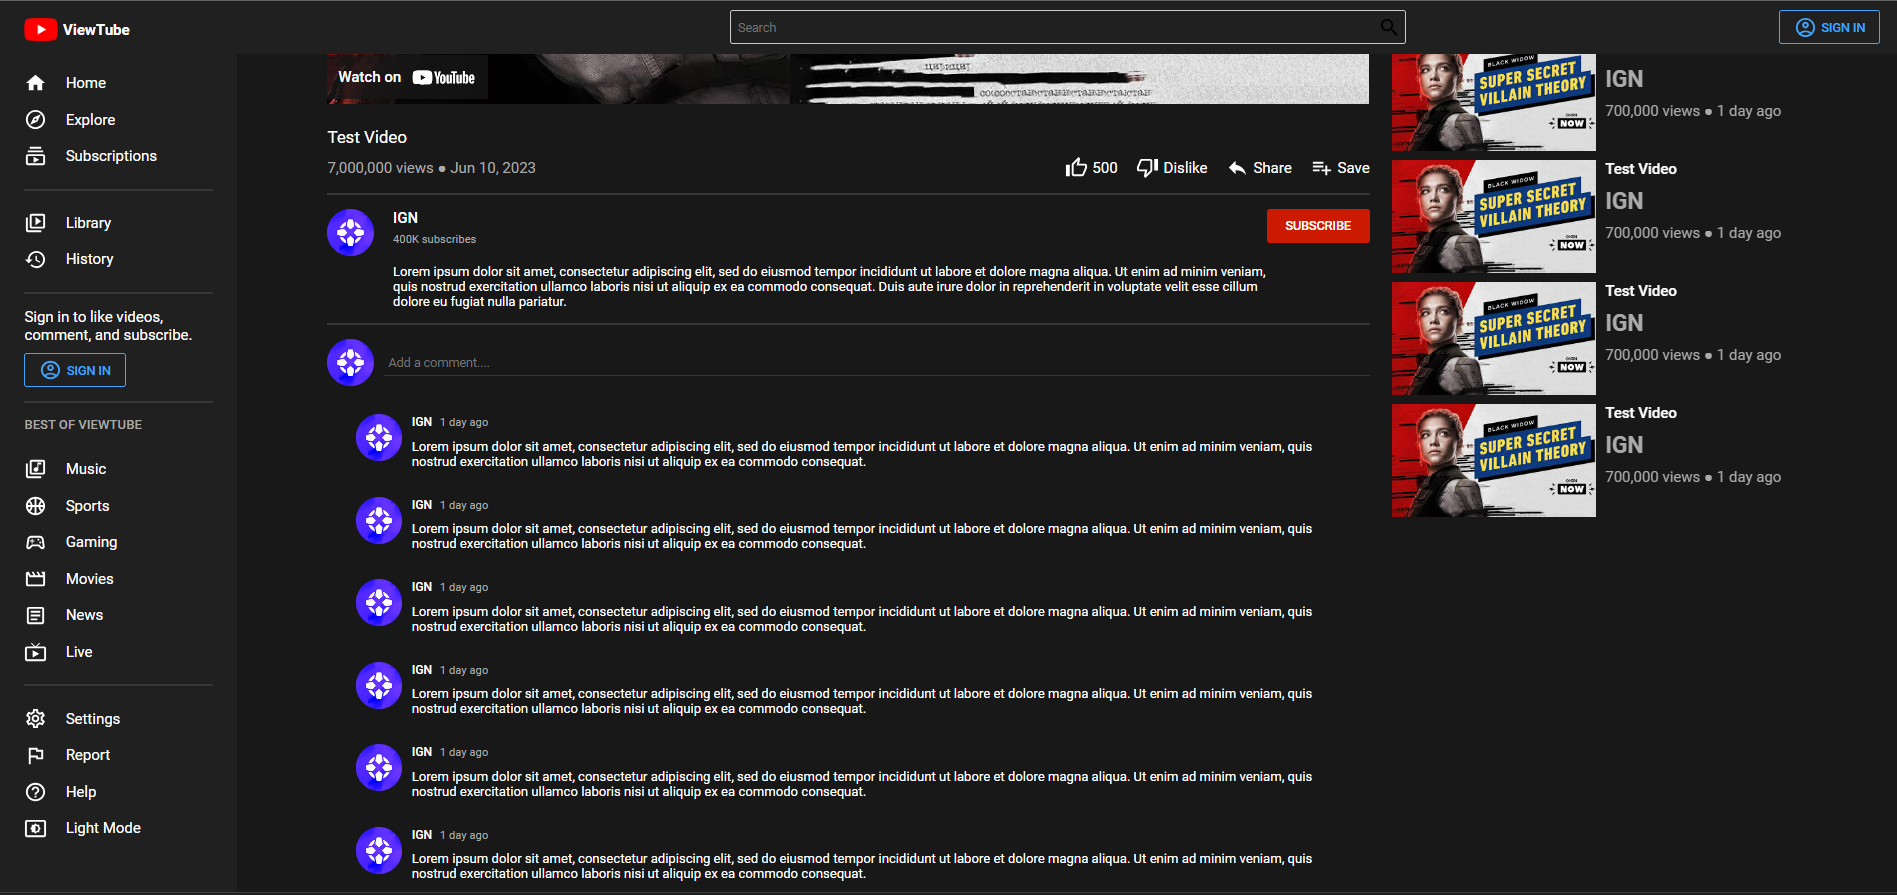 ViewTube
Search
SIGN IN
Home
Explore
Subscriptions
Library
History
Sign in to like videos,
comment, and subscribe.
SIGN IN
BEST OF VIEWTUBE
Music
Sports
Gaming
Movies
News
Live
Settings
Report
Help
Light Mode
Watch on YouTube
Test Video
7,000,000 views ● Jun 10, 2023
500 Dislike Share Save
IGN
400K subscribes
SUBSCRIBE
Lorem ipsum dolor sit amet, consectetur adipiscing elit, sed do eiusmod tempor incididunt ut labore et dolore magna aliqua. Ut enim ad minim veniam,
quis nostrud exercitation ullamco laboris nisi ut aliquip ex ea commodo consequat. Duis aute irure dolor in reprehenderit in voluptate velit esse cillum
dolore eu fugiat nulla pariatur.
Add a comment....
IGN 1 day ago
Lorem ipsum dolor sit amet, consectetur adipiscing elit, sed do eiusmod tempor incididunt ut labore et dolore magna aliqua. Ut enim ad minim veniam, quis
nostrud exercitation ullamco laboris nisi ut aliquip ex ea commodo consequat.
IGN 1 day ago
Lorem ipsum dolor sit amet, consectetur adipiscing elit, sed do eiusmod tempor incididunt ut labore et dolore magna aliqua. Ut enim ad minim veniam, quis
nostrud exercitation ullamco laboris nisi ut aliquip ex ea commodo consequat.
IGN 1 day ago
Lorem ipsum dolor sit amet, consectetur adipiscing elit, sed do eiusmod tempor incididunt ut labore et dolore magna aliqua. Ut enim ad minim veniam, quis
nostrud exercitation ullamco laboris nisi ut aliquip ex ea commodo consequat.
IGN 1 day ago
Lorem ipsum dolor sit amet, consectetur adipiscing elit, sed do eiusmod tempor incididunt ut labore et dolore magna aliqua. Ut enim ad minim veniam, quis
nostrud exercitation ullamco laboris nisi ut aliquip ex ea commodo consequat.
IGN 1 day ago
Lorem ipsum dolor sit amet, consectetur adipiscing elit, sed do eiusmod tempor incididunt ut labore et dolore magna aliqua. Ut enim ad minim veniam, quis
nostrud exercitation ullamco laboris nisi ut aliquip ex ea commodo consequat.
IGN 1 day ago
Lorem ipsum dolor sit amet, consectetur adipiscing elit, sed do eiusmod tempor incididunt ut labore et dolore magna aliqua. Ut enim ad minim veniam, quis
nostrud exercitation ullamco laboris nisi ut aliquip ex ea commodo consequat.
BLACK WIDOW
SUPER SECRET
VILLAIN THEORY
NOW
IGN
700,000 views ● 1 day ago
BLACK WIDOW
SUPER SECRET
VILLAIN THEORY
NOW
Test Video
IGN
700,000 views ● 1 day ago
BLACK WIDOW
SUPER SECRET
VILLAIN THEORY
NOW
Test Video
IGN
700,000 views ● 1 day ago
BLACK WIDOW
SUPER SECRET
VILLAIN THEORY
NOW
Test Video
IGN
700,000 views ● 1 day ago